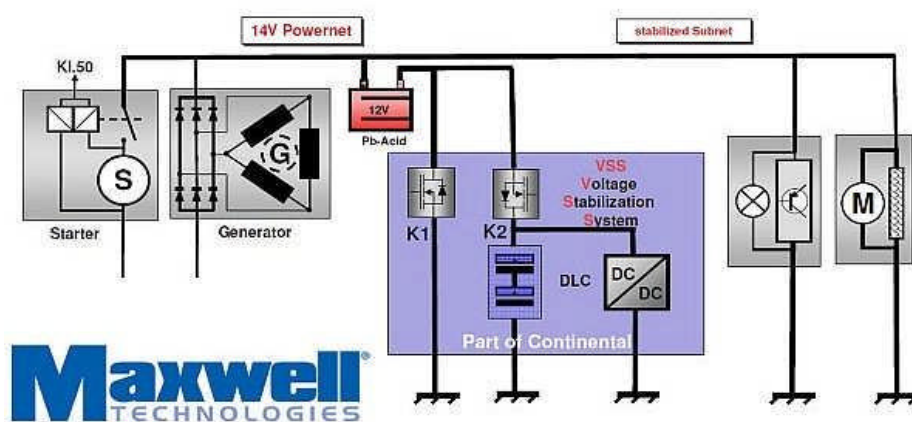 14V Powernet
stabilized Subnet
Kl.50
12V
Pb-Acid
S
G
VSS
Voltage
Stabilization
System
M
Starter
Generator
K1
K2
DLC
DC
DC
Part of Continental
Maxwell®
TECHNOLOGIES